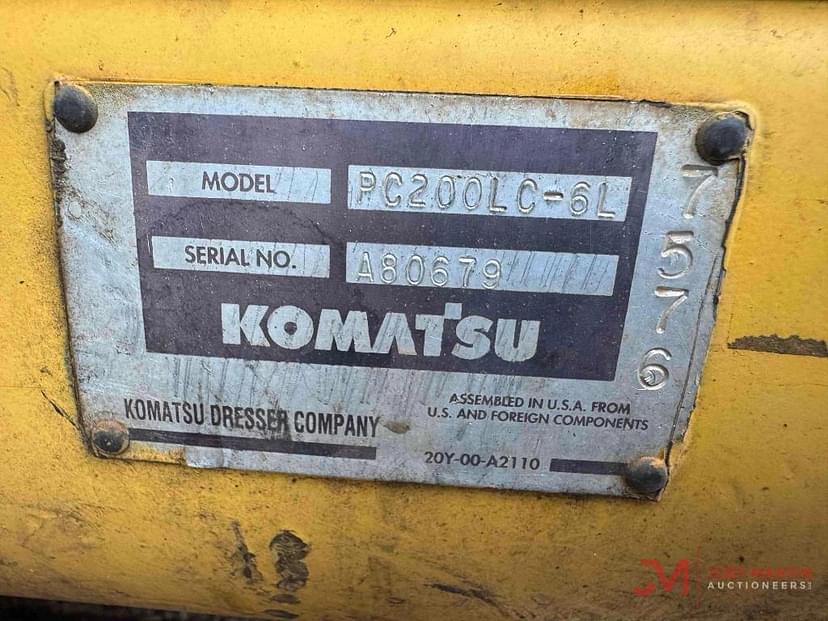 MODEL PC200LC-6L
SERIAL NO. A80679
KOMATSU
KOMATSU DRESSER COMPANY
ASSEMBLED IN U.S.A. FROM
U.S. AND FOREIGN COMPONENTS
20Y-00-A2110
7576
AUCTIONEERS